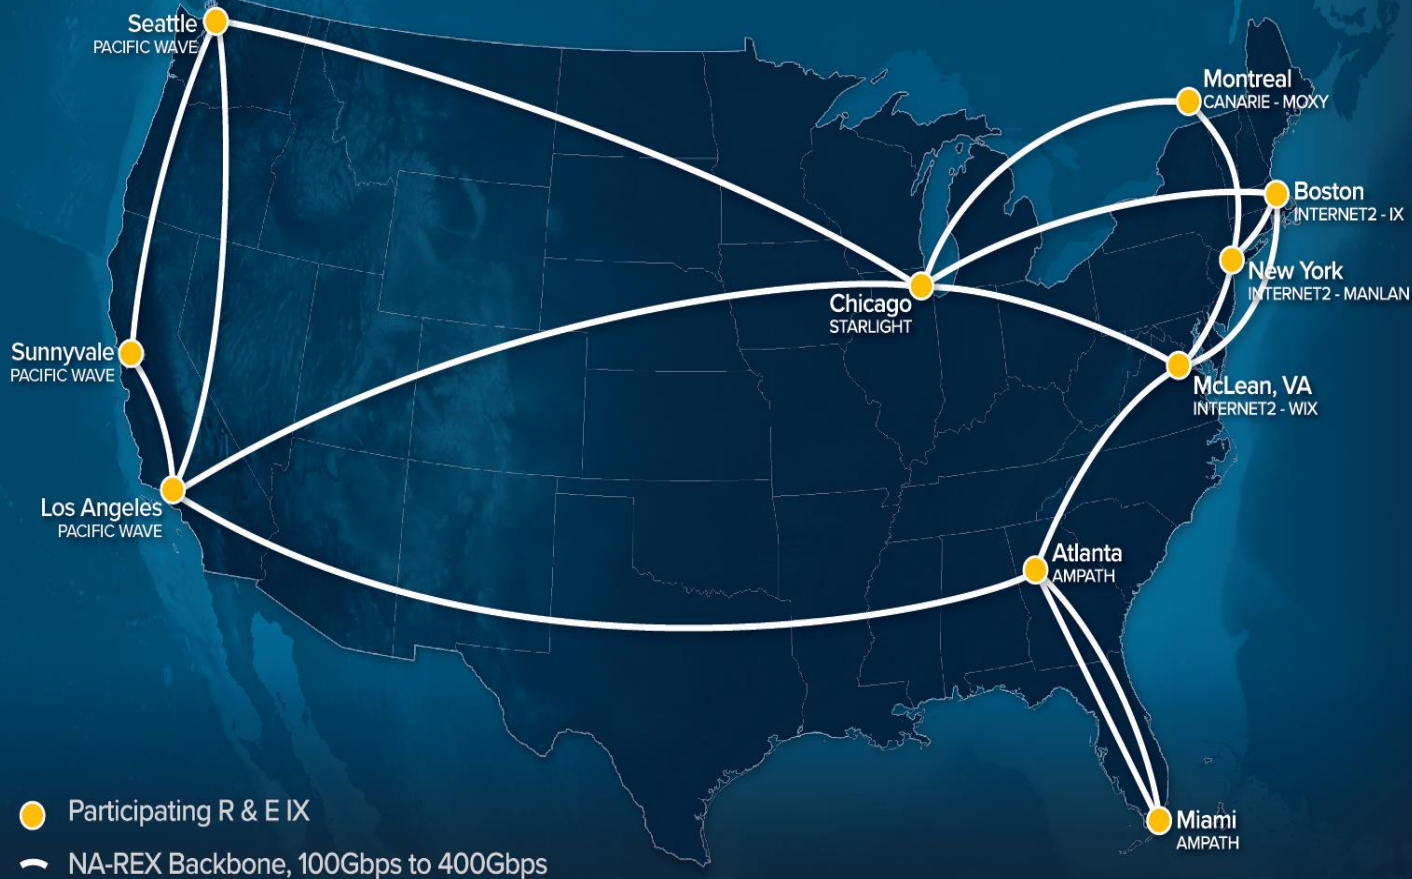 Seattle
PACIFIC WAVE
Montreal
CANARIE - MOXY
Boston
INTERNET2 - IX
New York
INTERNET2 - MANLAN
Chicago
STARLIGHT
Sunnyvale
PACIFIC WAVE
McLean, VA
INTERNET2 - WIX
Los Angeles
PACIFIC WAVE
Atlanta
AMPATH
Miami
AMPATH
Participating R & E IX
NA-REX Backbone, 100Gbps to 400Gbps